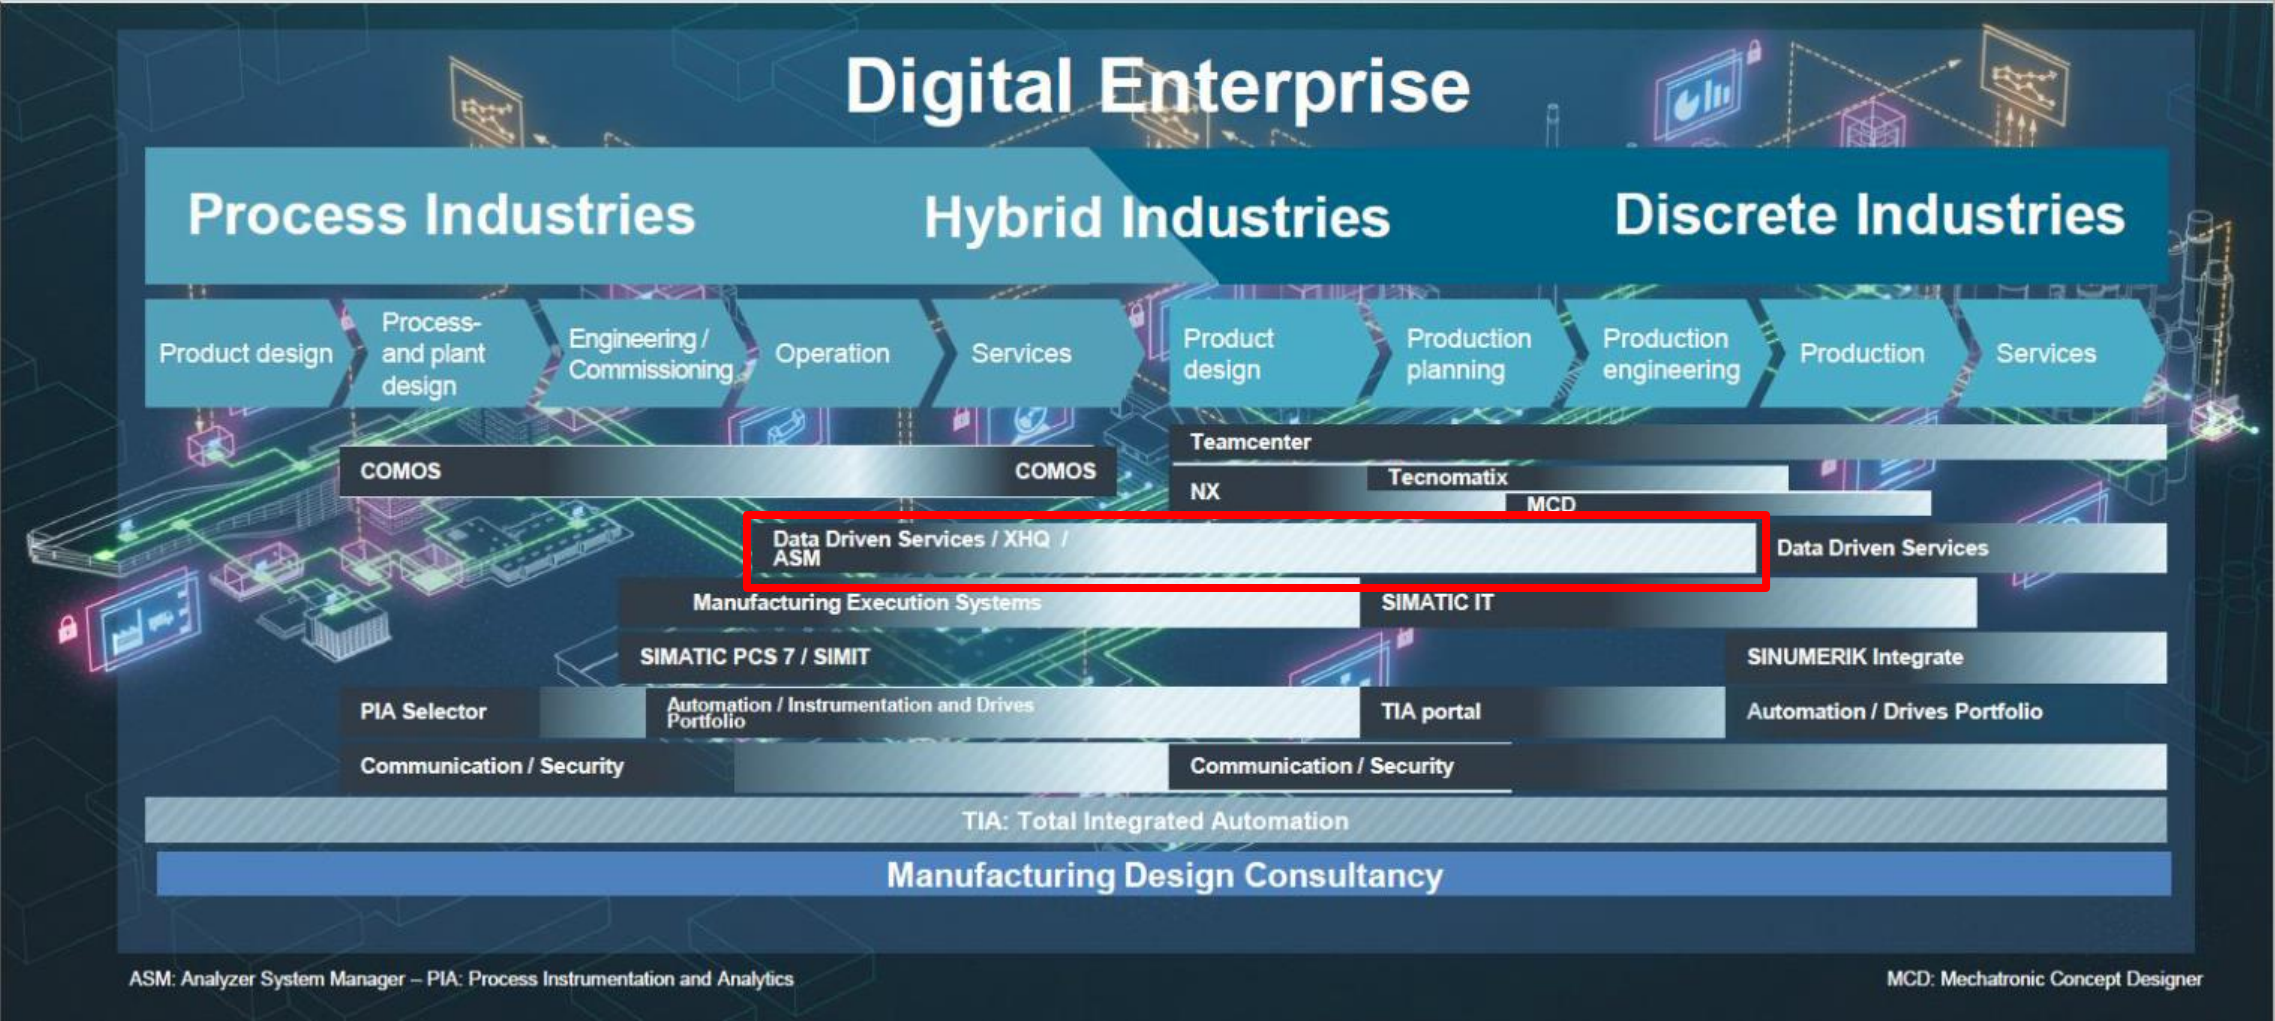 Digital Enterprise
Process Industries
Hybrid Industries
Discrete Industries
Product design
Process-
and plant
design
Engineering /
Commissioning
Operation
Services
Product
design
Production
planning
Production
engineering
Production
Services
COMOS
COMOS
Teamcenter
NX
Tecnomatix
MCD
Data Driven Services / XHQ /
ASM
Data Driven Services
Manufacturing Execution Systems
SIMATIC IT
SIMATIC PCS 7 / SIMIT
SINUMERIK Integrate
PIA Selector
Automation / Instrumentation and Drives
Portfolio
TIA portal
Automation / Drives Portfolio
Communication / Security
Communication / Security
TIA: Total Integrated Automation
Manufacturing Design Consultancy
ASM: Analyzer System Manager – PIA: Process Instrumentation and Analytics
MCD: Mechatronic Concept Designer